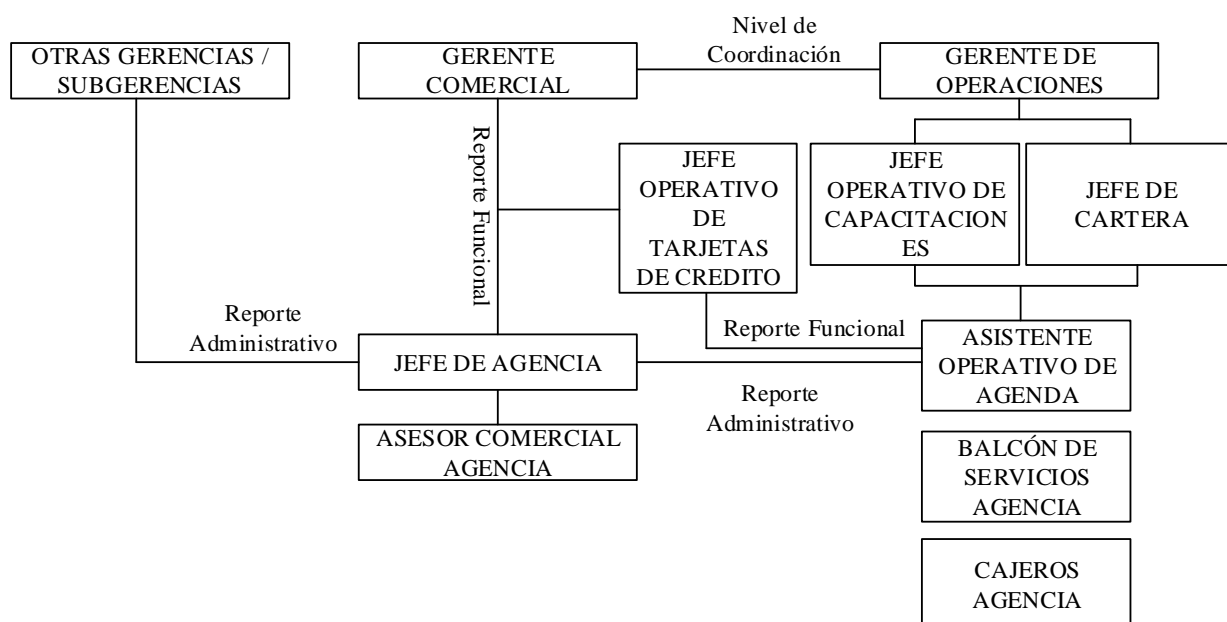 Nivel de
Coordinación
OTRAS GERENCIAS /
SUBGERENCIAS
GERENTE
COMERCIAL
GERENTE DE
OPERACIONES
Reporte Funcional
JEFE
OPERATIVO
DE
TARJETAS
DE CREDITO
JEFE
OPERATIVO DE
CAPACITACION
ES
JEFE DE
CARTERA
Reporte
Administrativo
Reporte Funcional
JEFE DE AGENCIA
ASISTENTE
OPERATIVO DE
AGENDA
Reporte
Administrativo
ASESOR COMERCIAL
AGENCIA
BALCÓN DE
SERVICIOS
AGENCIA
CAJEROS
AGENCIA